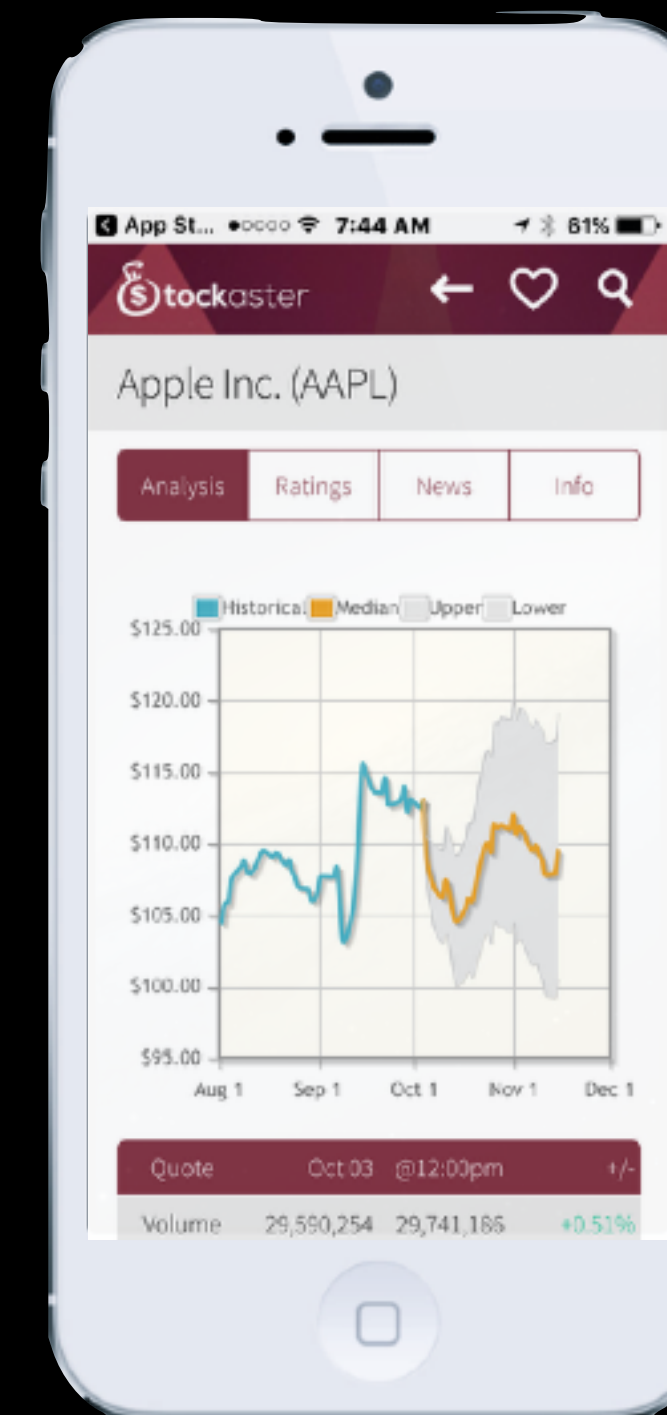 App St... 7:44 AM 61%
Stockaster
Apple Inc. (AAPL)
Analysis Ratings News Info
Historical Median Upper Lower
$125.00
$120.00
$115.00
$110.00
$105.00
$100.00
$95.00
Aug 1 Sep 1 Oct 1 Nov 1 Dec 1
Quote Oct 03 @12:00pm +/-
Volume 29,590,254 29,741,186 +0.51%